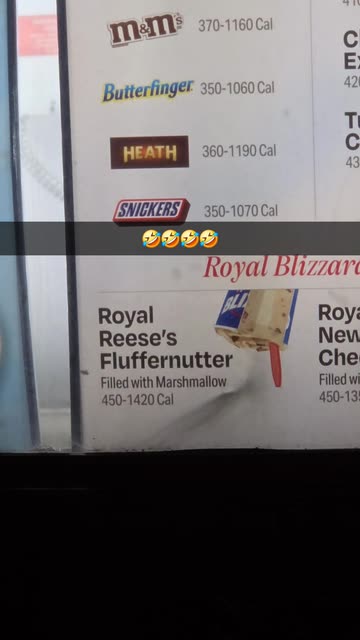 m&m's 370-1160 Cal
Butterfinger 350-1060 Cal
HEATH 360-1190 Cal
SNICKERS 350-1070 Cal
🤣🤣🤣🤣
Royal Blizzard
Royal
Reese's
Fluffernutter
Filled with Marshmallow
450-1420 Cal
New